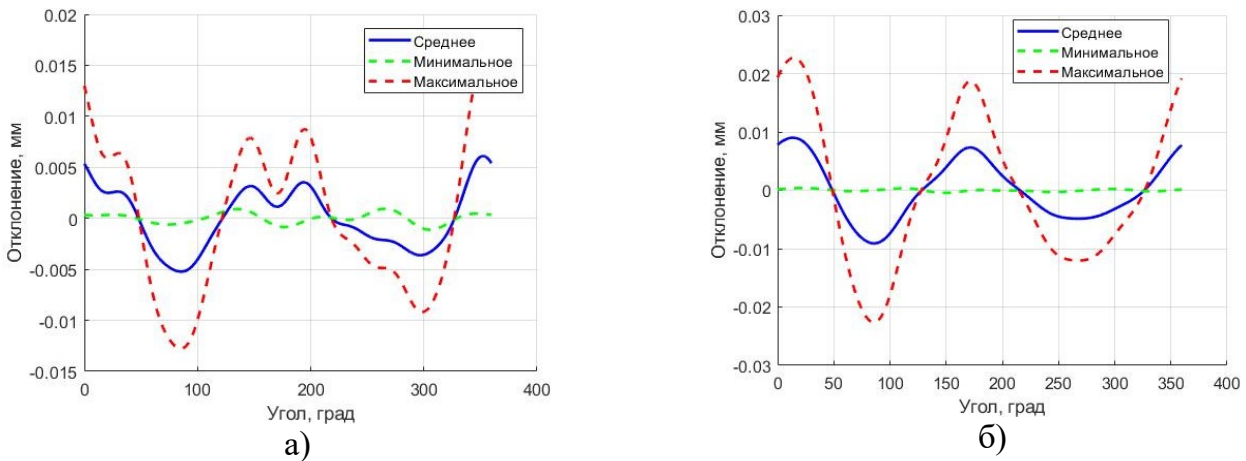 0.02
0.015
0.01
0.005
0
-0.005
-0.01
-0.015
0
100
200
300
400
Отклонение, мм
Угол, град
Среднее
Минимальное
Максимальное
а)
0.03
0.02
0.01
0
-0.01
-0.02
-0.03
0
50
100
150
200
250
300
350
400
Отклонение, мм
Угол, град
Среднее
Минимальное
Максимальное
б)